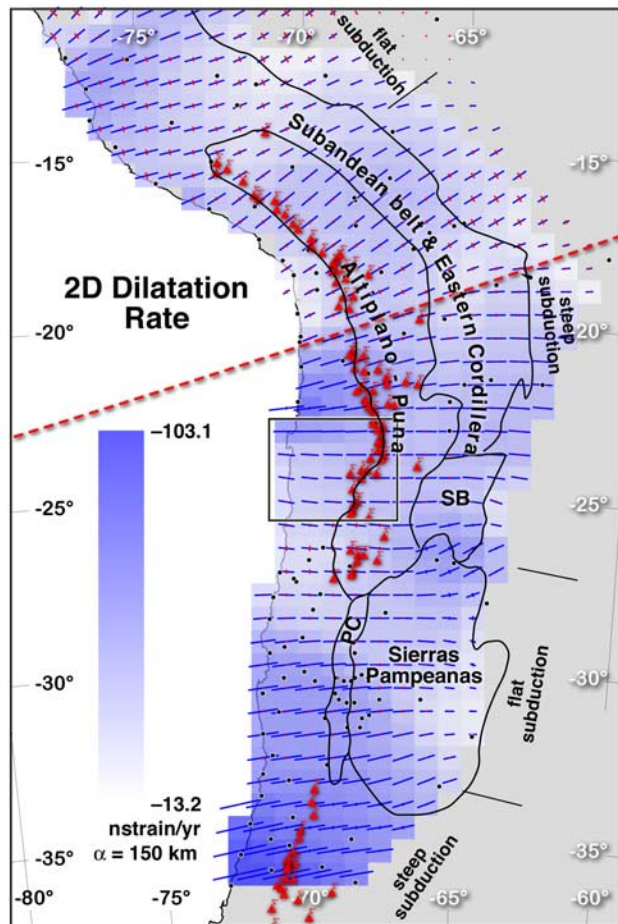 -75°
-70°
-65°
flat
subduction
-15°
-15°
Subandean belt & Eastern Cordillera
2D Dilatation
Rate
Altiplano - Puna
steep
subduction
-20°
-20°
-103.1
-25°
SB
-25°
PC
Sierras
Pampeanas
flat
subduction
-30°
-30°
-13.2
nstrain/yr
α = 150 km
-35°
steep
subduction
-35°
-80°
-75°
-70°
-65°
-60°